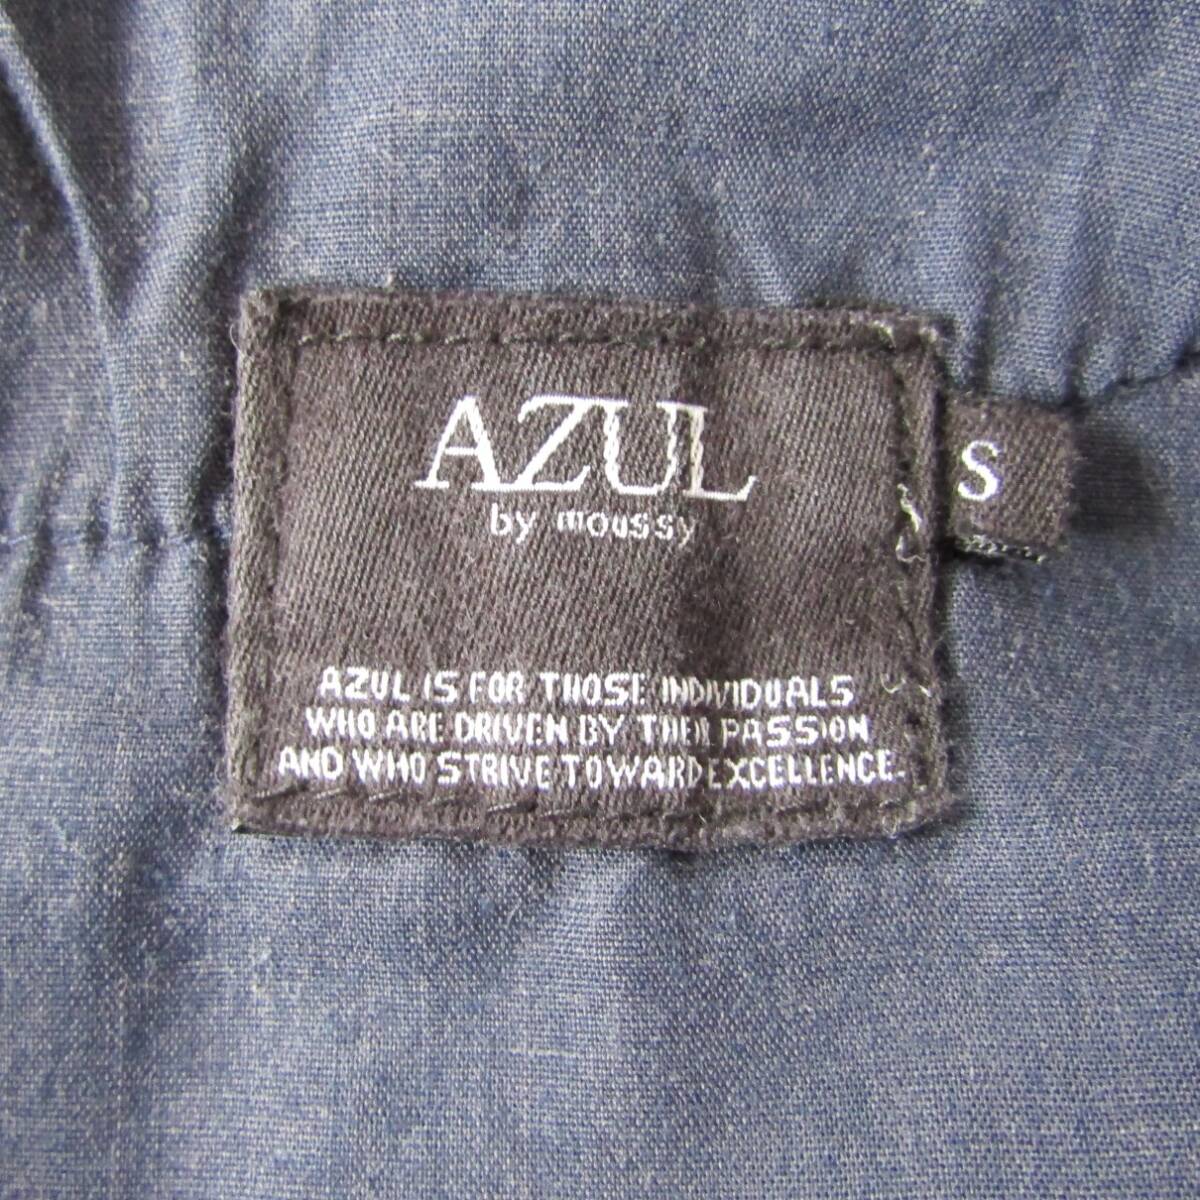 AZUL
by moussy
S
AZUL IS FOR THOSE INDIVIDUALS
WHO ARE DRIVEN BY THEIR PASSION
AND WHO STRIVE TOWARD EXCELLENCE.